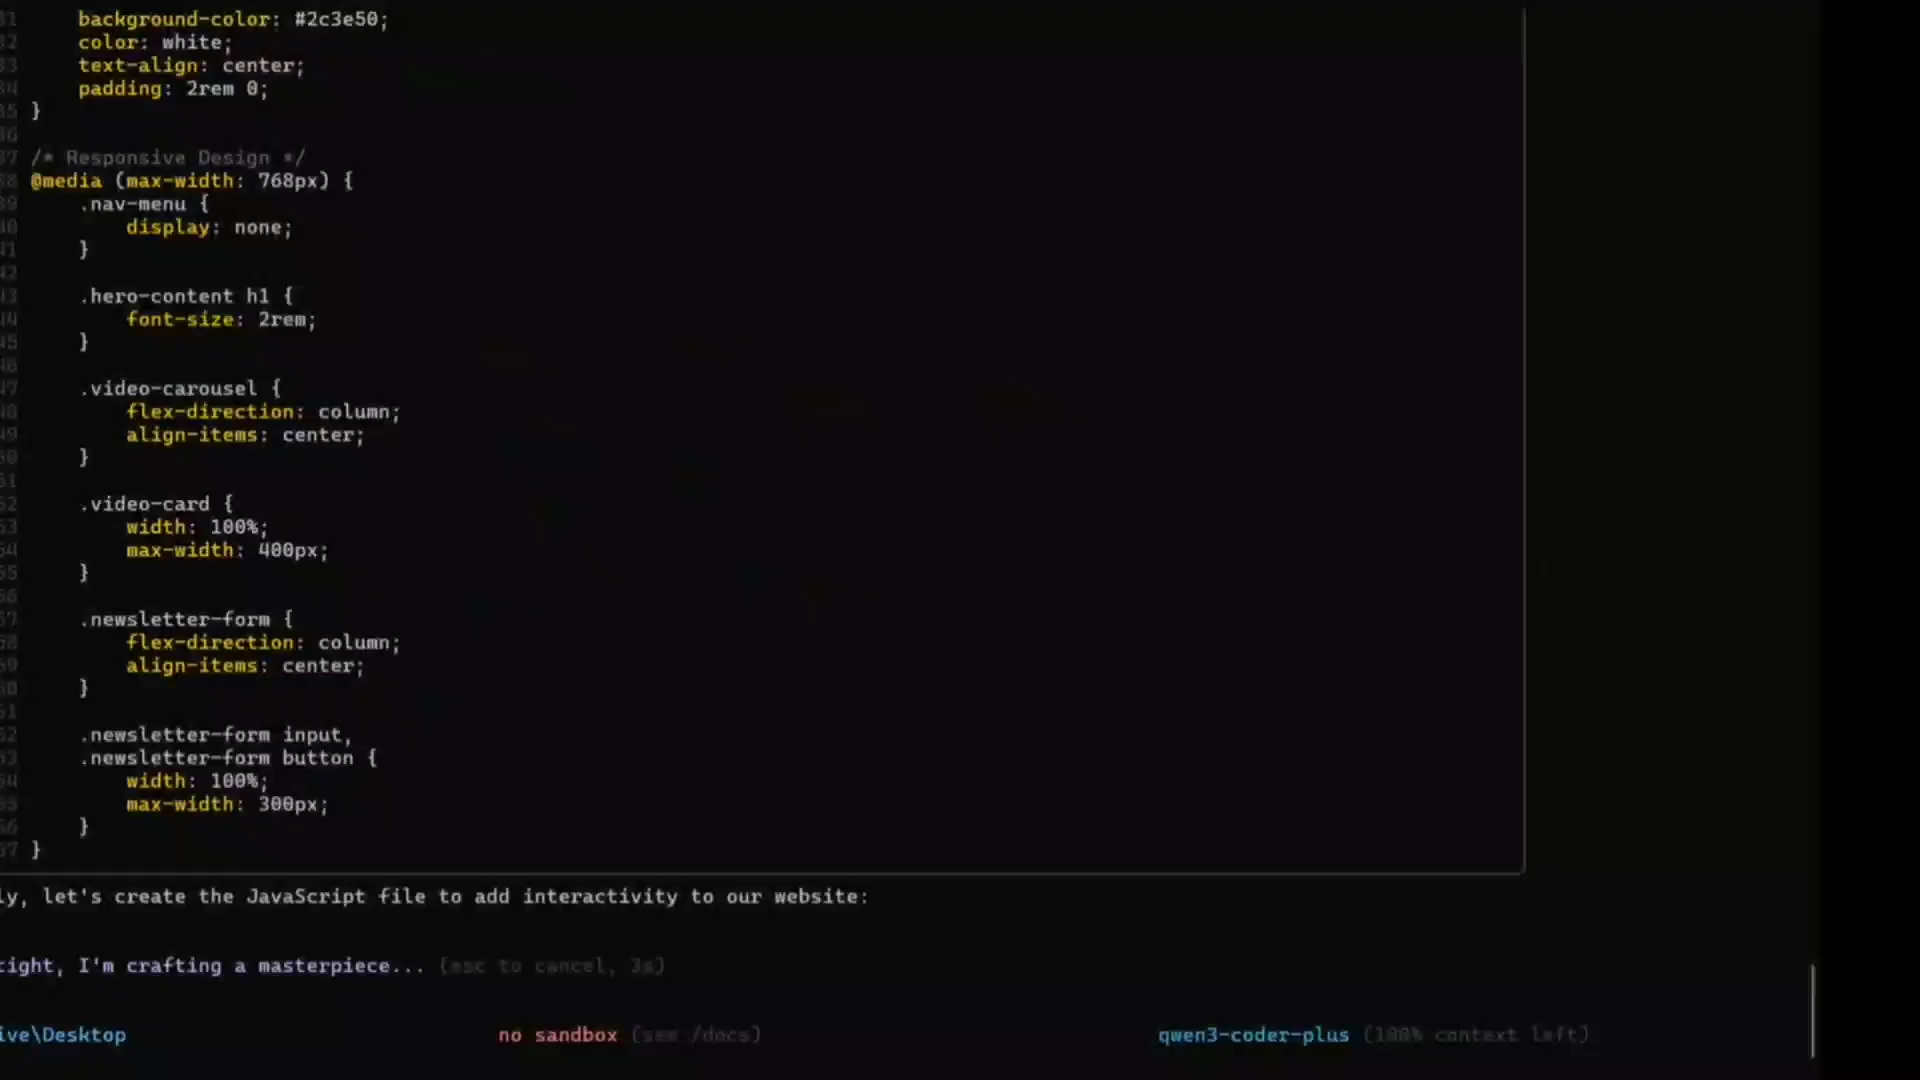 background-color: #2c3e50;
color: white;
text-align: center;
padding: 2rem 0;
}
/* Responsive Design */
@media (max-width: 768px) {
.nav-menu {
display: none;
}
.hero-content h1 {
font-size: 2rem;
}
.video-carousel {
flex-direction: column;
align-items: center;
}
.video-card {
width: 100%;
max-width: 400px;
}
.newsletter-form {
flex-direction: column;
align-items: center;
}
.newsletter-form input,
.newsletter-form button {
width: 100%;
max-width: 300px;
}
}
ly, let's create the JavaScript file to add interactivity to our website:
right, I'm crafting a masterpiece... (esc to cancel, 3s)
ive\Desktop no sandbox (see /docs) qwen3-coder-plus (100% context left)